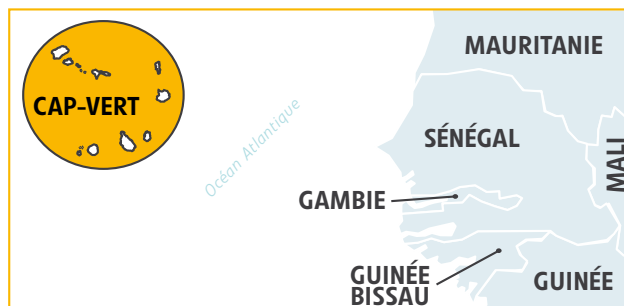 MAURITANIE
CAP-VERT
Océan Atlantique
SÉNÉGAL
MALI
GAMBIE
GUINÉE
BISSAU
GUINÉE